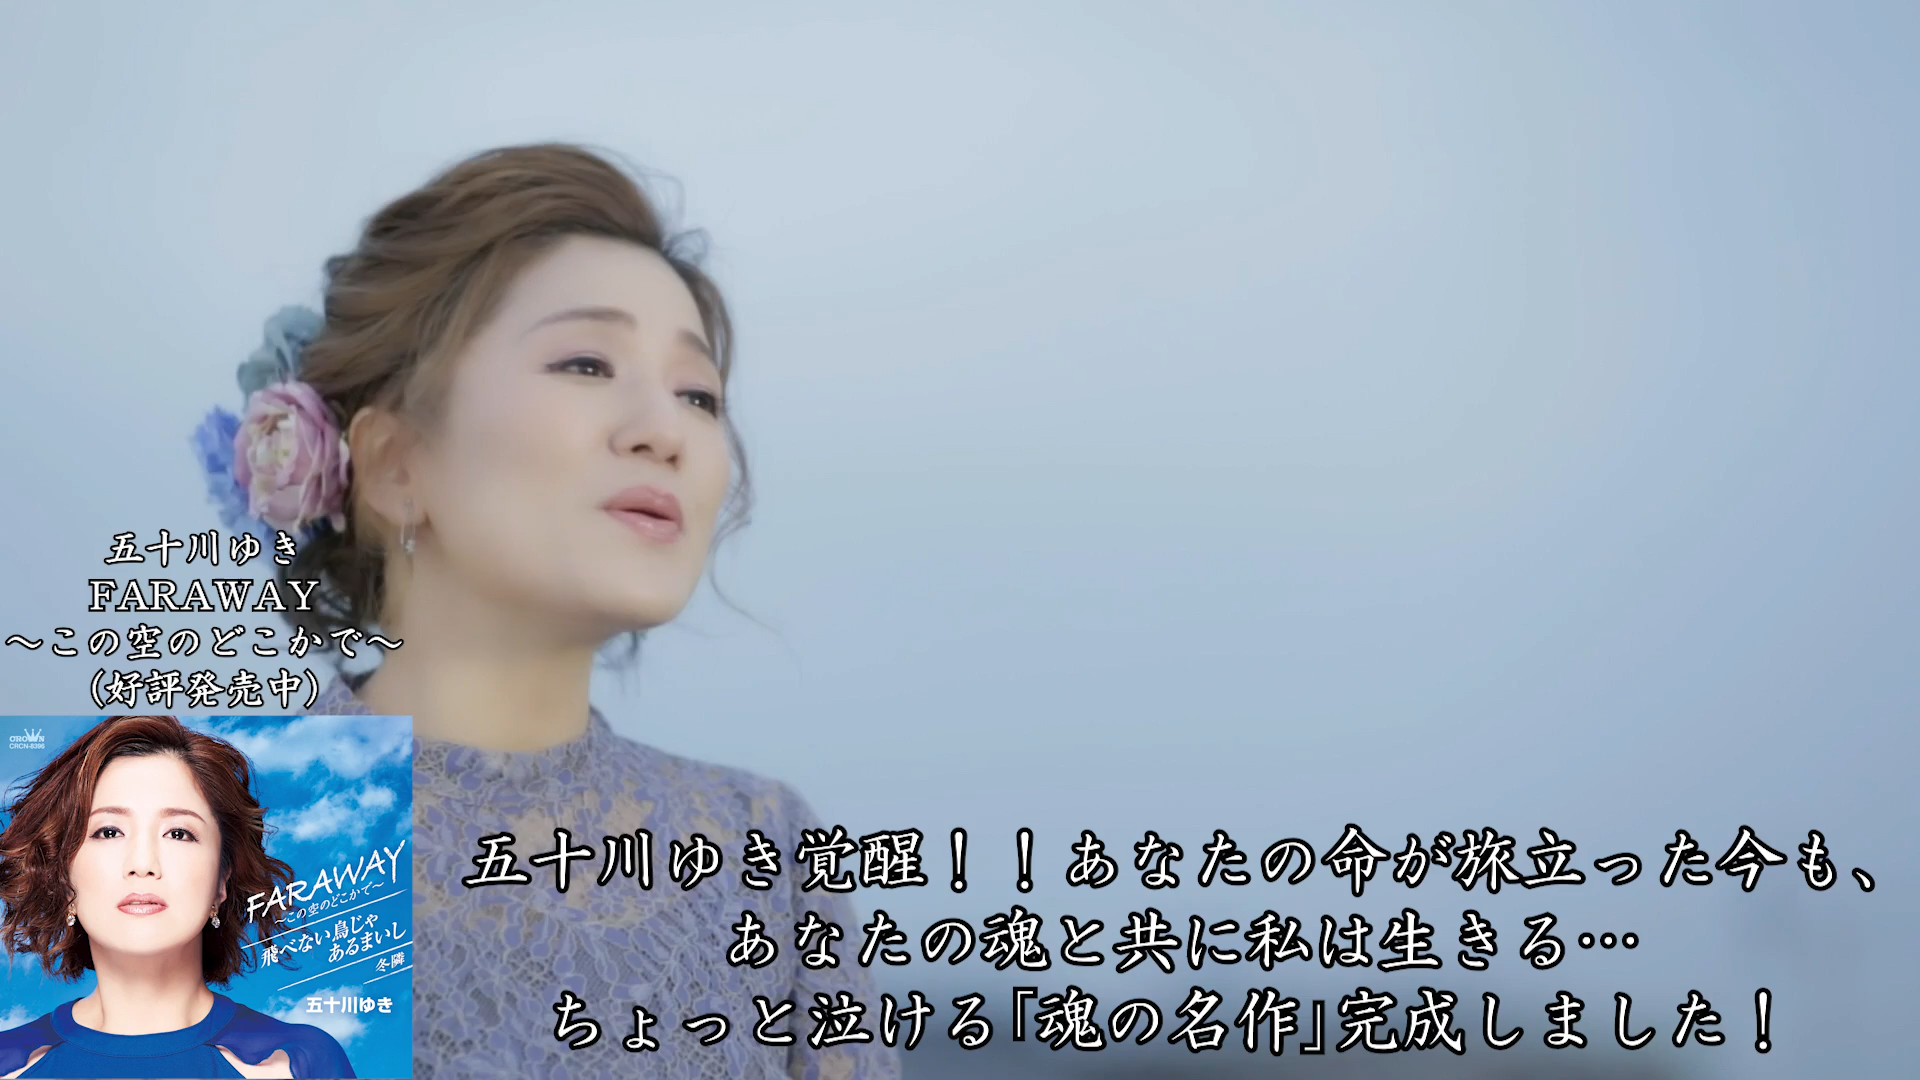 五十川ゆき
FARAWAY
～この空のどこかで～
（好評発売中）
CROWN
CRCN-8396
FARAWAY
～この空のどこかで～
飛べない鳥じゃ
あるまいし
冬隣
五十川ゆき
五十川ゆき覚醒！！あなたの命が旅立った今も、
あなたの魂と共に私は生きる…
ちょっと泣ける「魂の名作」完成しました！